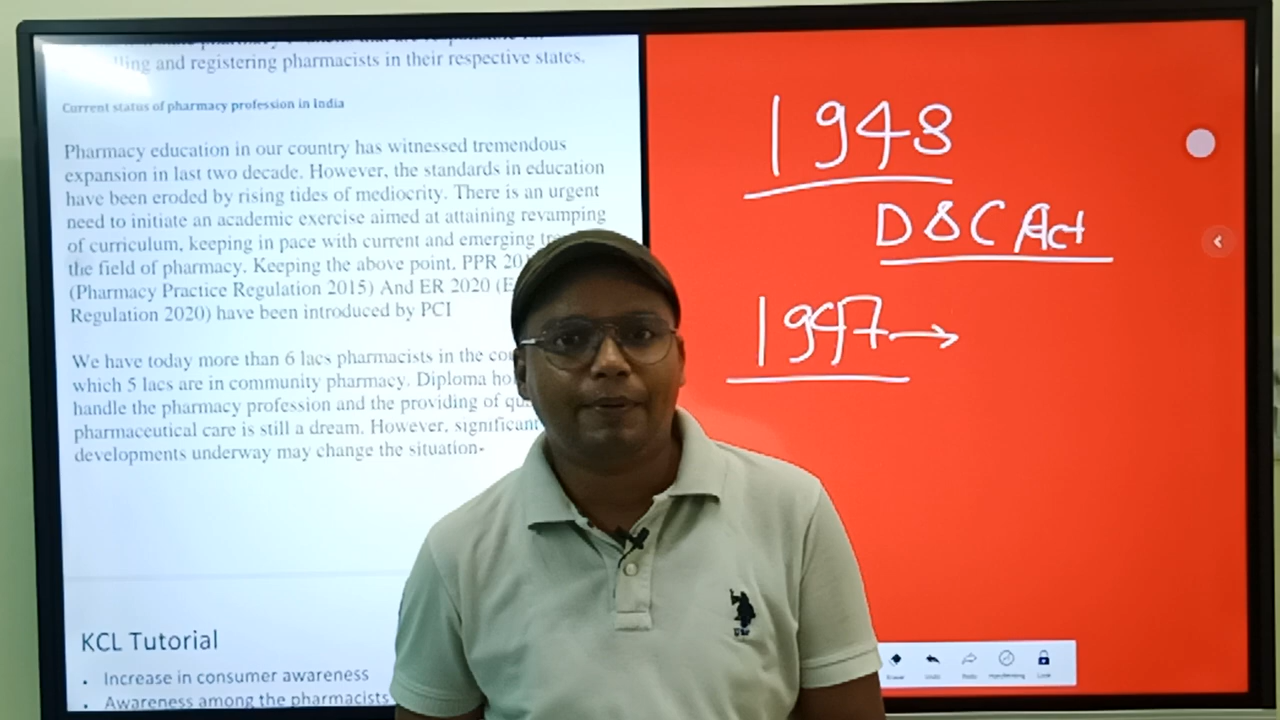 lling and registering pharmacists in their respective states.
Current status of pharmacy profession in India
Pharmacy education in our country has witnessed tremendous
expansion in last two decade. However, the standards in education
have been eroded by rising tides of mediocrity. There is an urgent
need to initiate an academic exercise aimed at attaining revamping
of curriculum, keeping in pace with current and emerging
the field of pharmacy. Keeping the above point, PPR 20
(Pharmacy Practice Regulation 2015) And ER 2020 (E
Regulation 2020) have been introduced by PCI
We have today more than 6 lacs pharmacists in the
which 5 lacs are in community pharmacy. Diploma
handle the pharmacy profession and the providing of
pharmaceutical care is still a dream. However, significant
developments underway may change the situation-
KCL Tutorial
• Increase in consumer awareness
• Awareness among the pharmacists
1948
D&C Act
1947→
Eraser Undo Redo Handwriting Lock